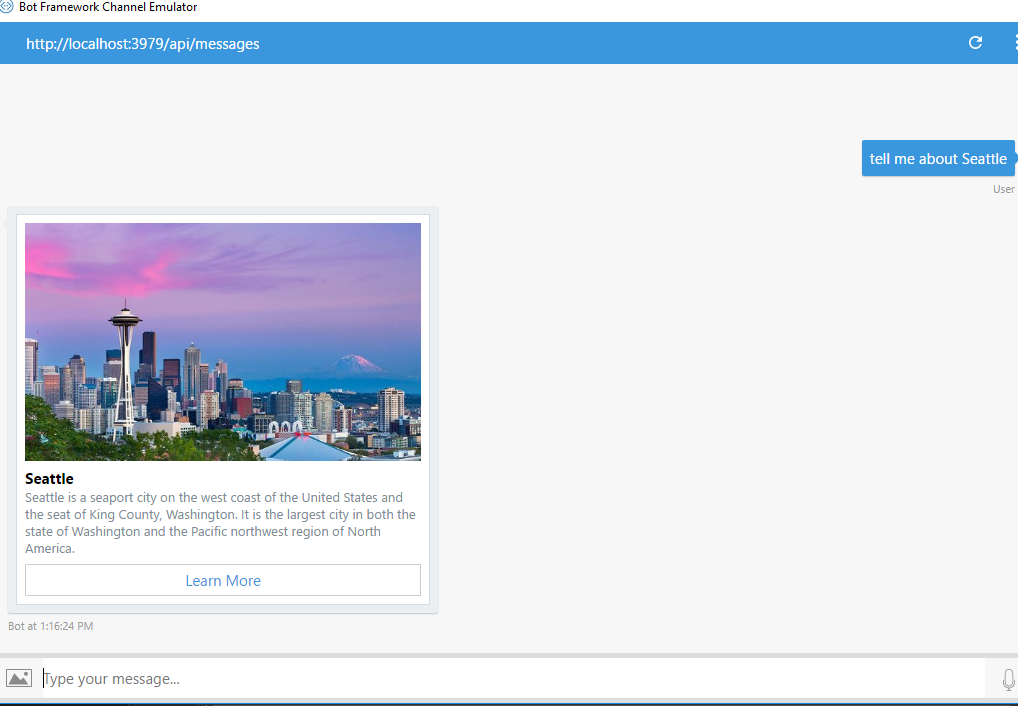 Bot Framework Channel Emulator
http://localhost:3979/api/messages
tell me about Seattle
User
Seattle
Seattle is a seaport city on the west coast of the United States and
the seat of King County, Washington. It is the largest city in both the
state of Washington and the Pacific northwest region of North
America.
Learn More
Bot at 1:16:24 PM
Type your message...